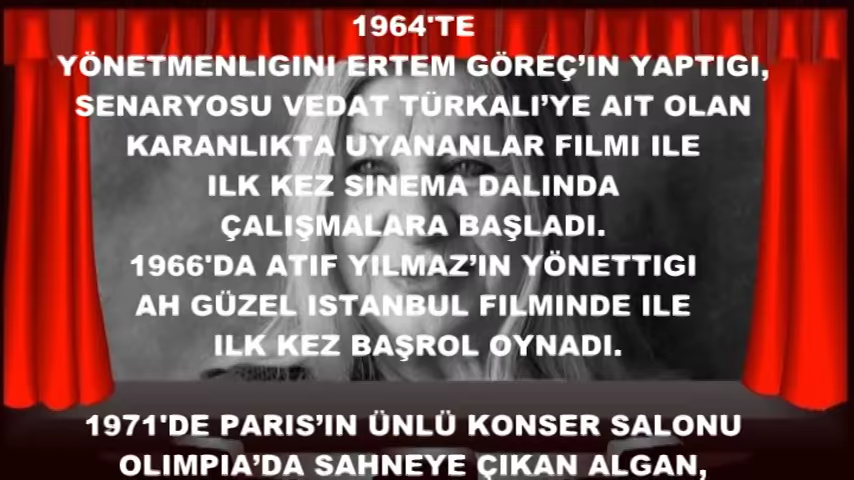 1964'TE
YÖNETMENLIGINI ERTEM GÖREÇ’IN YAPTIGI,
SENARYOSU VEDAT TÜRKALI’YE AIT OLAN
KARANLIKTA UYANANLAR FILMI ILE
ILK KEZ SINEMA DALINDA
ÇALIŞMALARA BAŞLADI.
1966'DA ATIF YILMAZ’IN YÖNETTIGI
AH GÜZEL ISTANBUL FILMINDE ILE
ILK KEZ BAŞROL OYNADI.
1971'DE PARIS’IN ÜNLÜ KONSER SALONU
OLIMPIA’DA SAHNEYE ÇIKAN ALGAN,